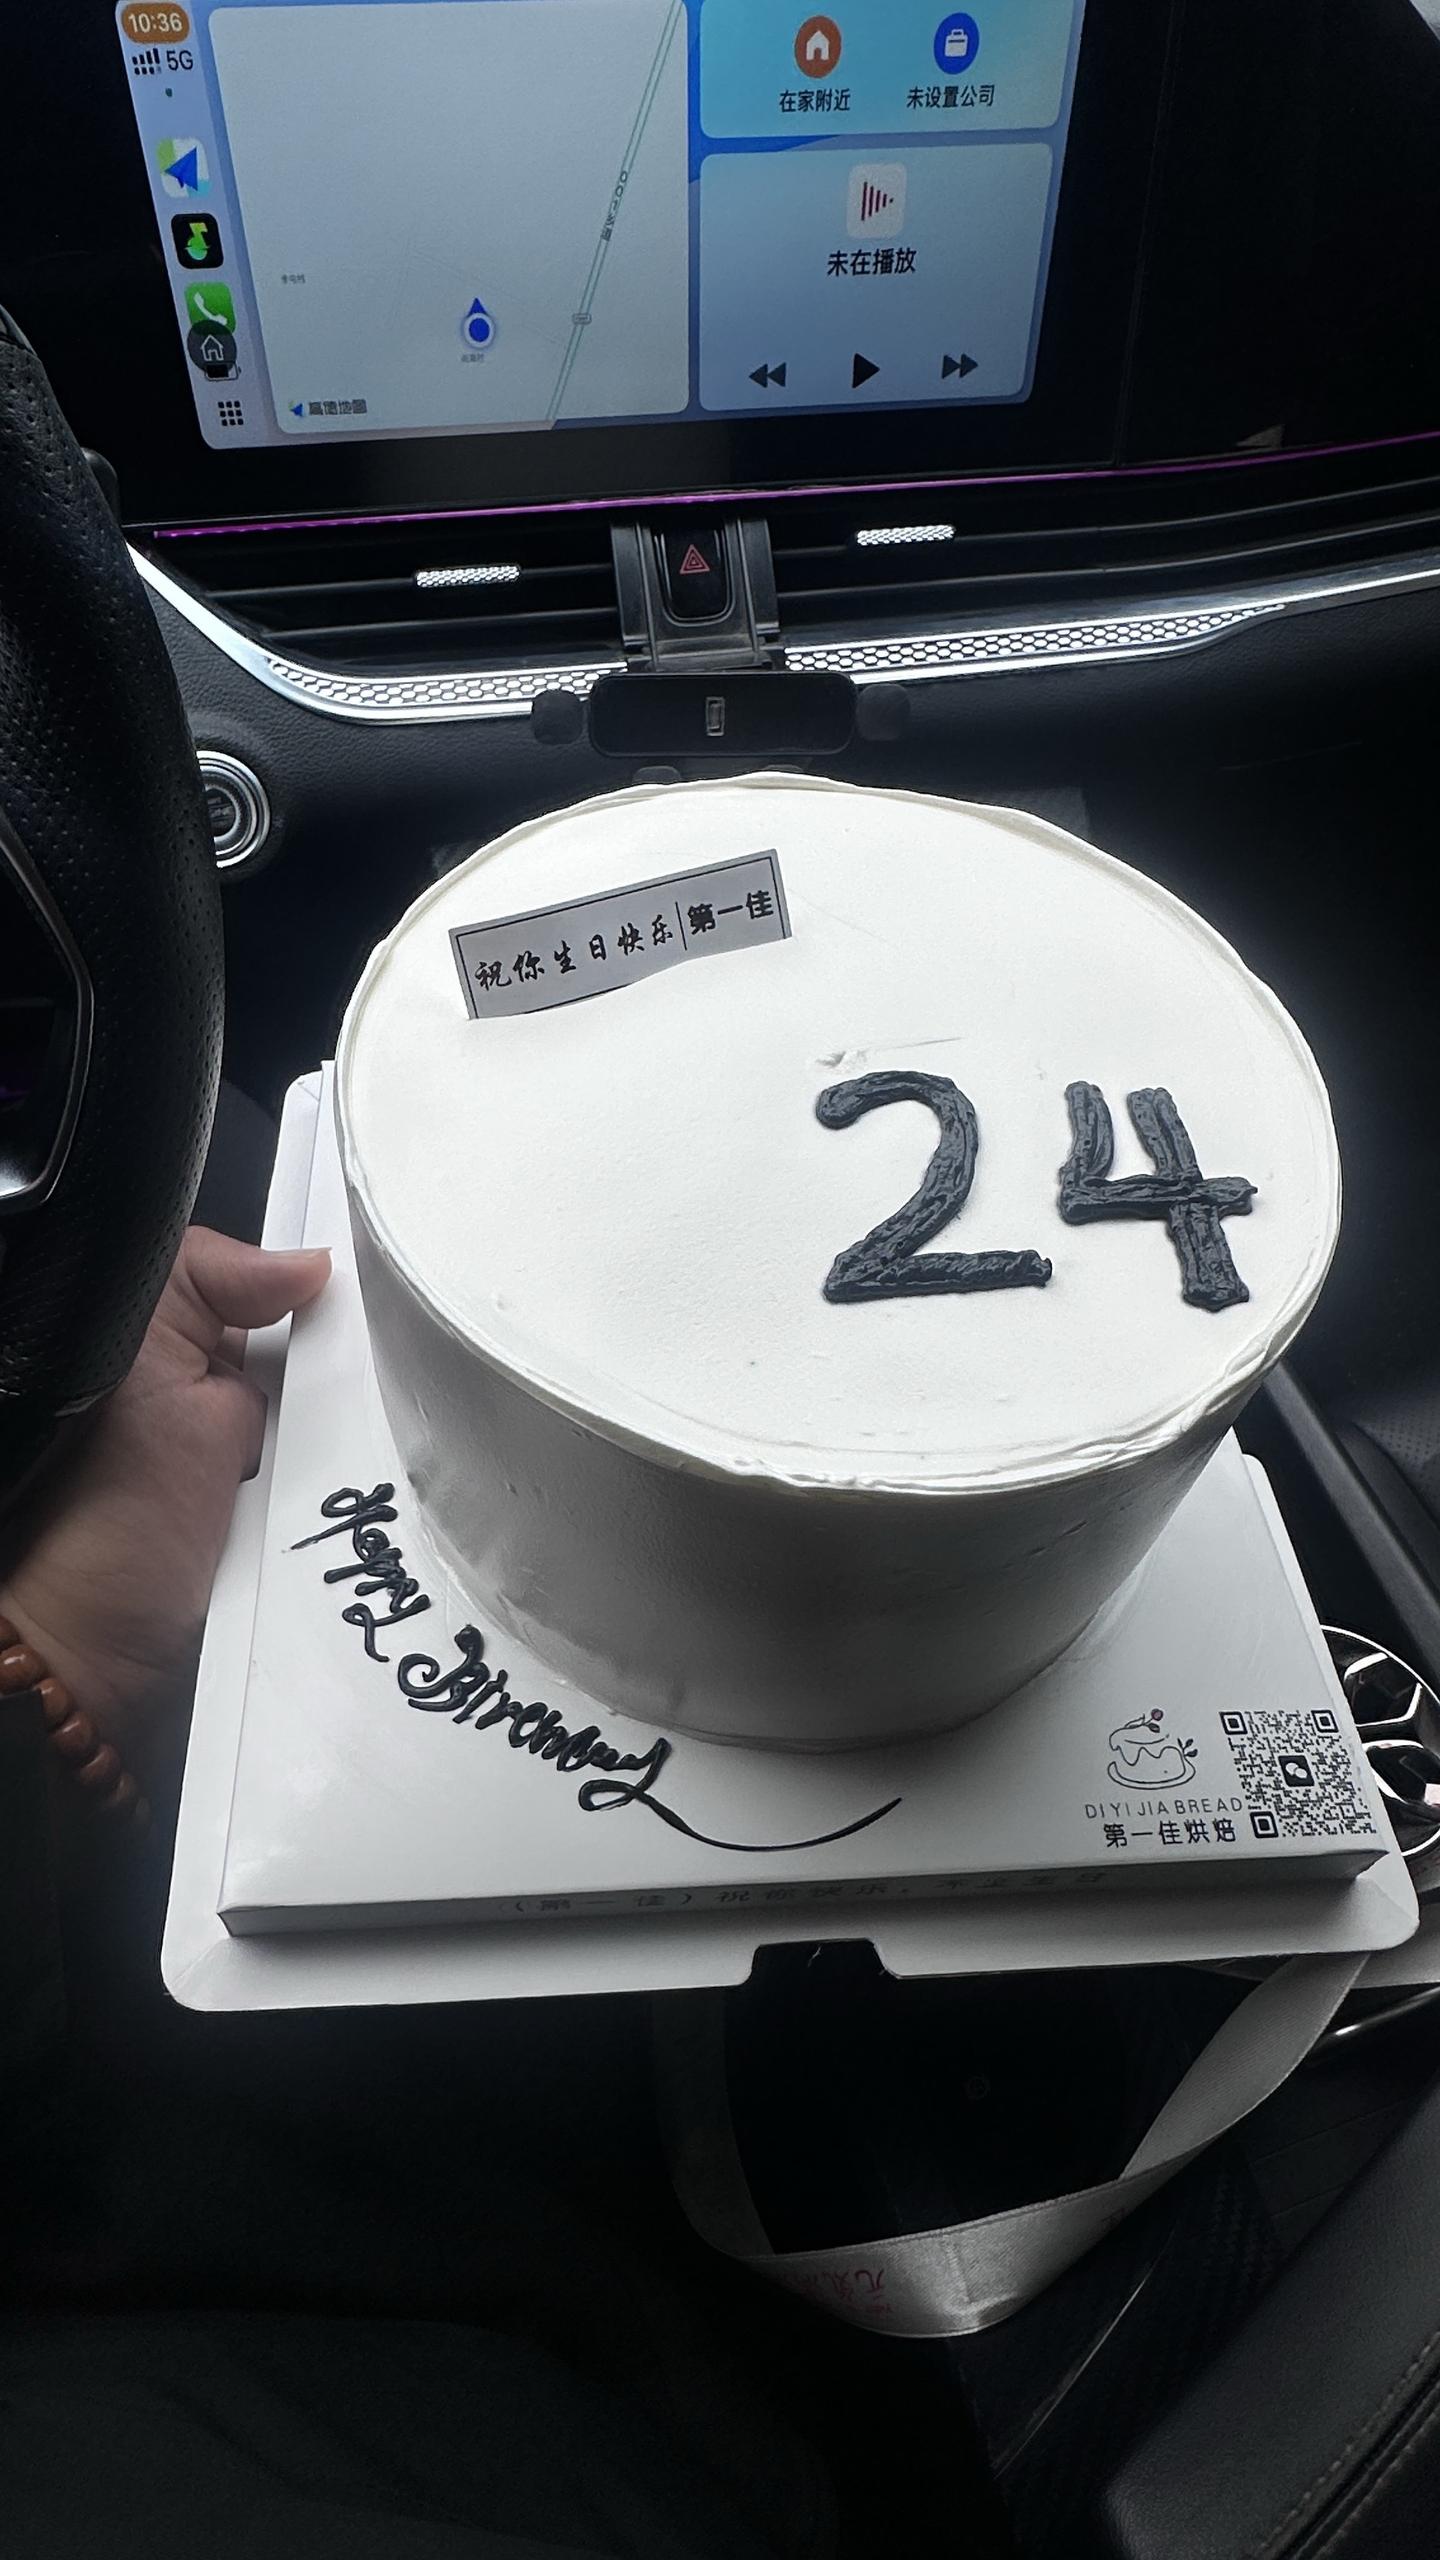 10:36
5G
在家附近
未设置公司
未在播放
高德地图
祝你生日快乐|第一佳
24
Happy Birthday
DI YI JIA BREAD
第一佳烘焙